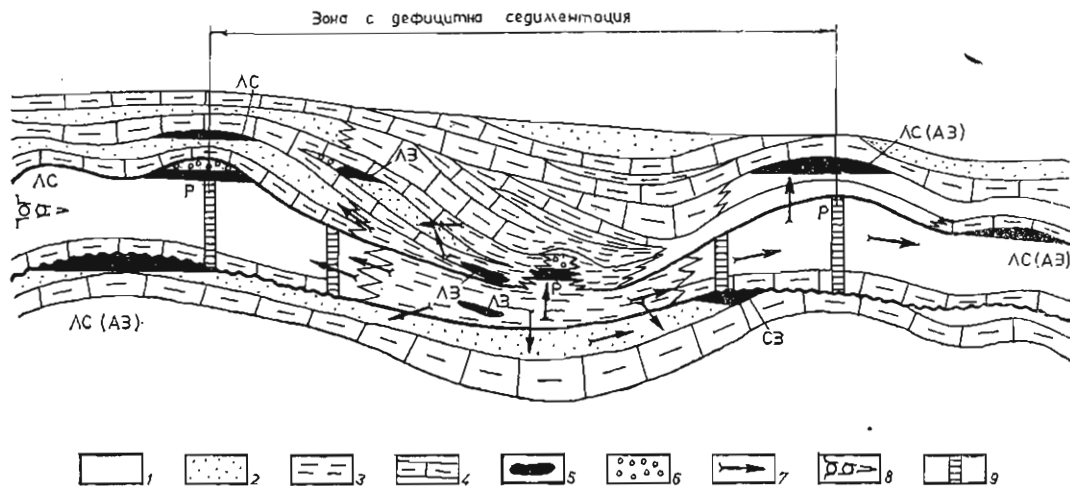 Зона с дефицитна седиментация
ЛС
ЛС (АЗ)
ЛЗ
ЛС
Р
Р
ЛС (АЗ)
ЛЗ
ЛЗ
Р
ЛС (АЗ)
СЗ
1 2 3 4 5 6 7 8 9